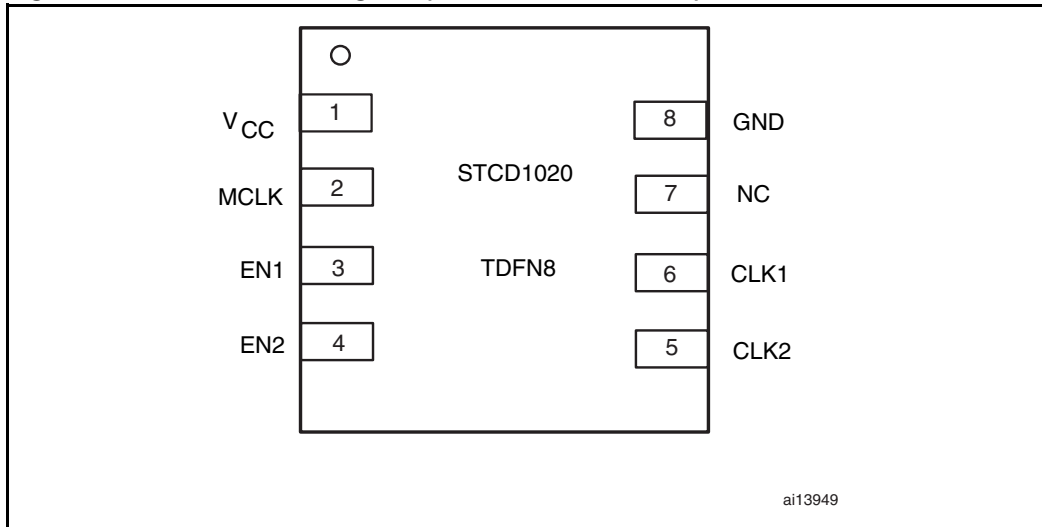 V CC 1 8 GND
STCD1020
MCLK 2 7 NC
EN1 3 TDFN8 6 CLK1
EN2 4 5 CLK2
ai13949